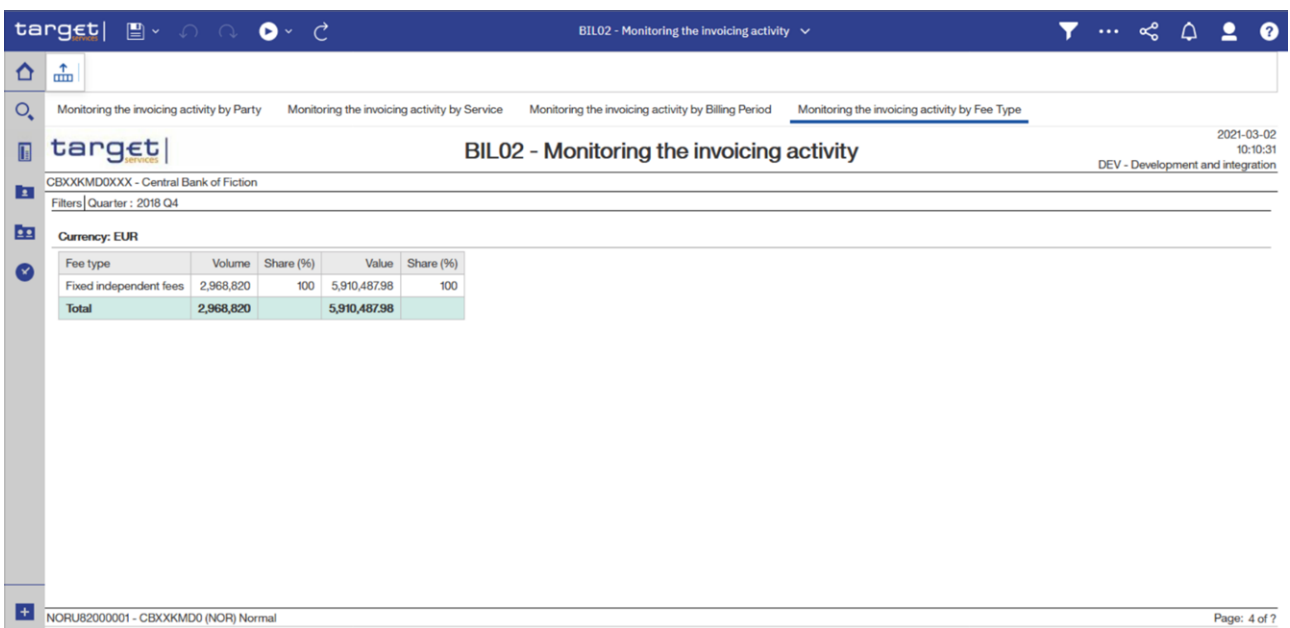 target| services BIL02 - Monitoring the invoicing activity ?
Monitoring the invoicing activity by Party Monitoring the invoicing activity by Service Monitoring the invoicing activity by Billing Period Monitoring the invoicing activity by Fee Type
target| services BIL02 - Monitoring the invoicing activity
2021-03-02
10:10:31
DEV - Development and integration
CBXXKMD0XXX - Central Bank of Fiction
Filters Quarter : 2018 Q4
Currency: EUR
Fee type Volume Share (%) Value Share (%)
Fixed independent fees 2,968,820 100 5,910,487.98 100
Total 2,968,820 5,910,487.98
NORU82000001 - CBXXKMD0 (NOR) Normal Page: 4 of ?